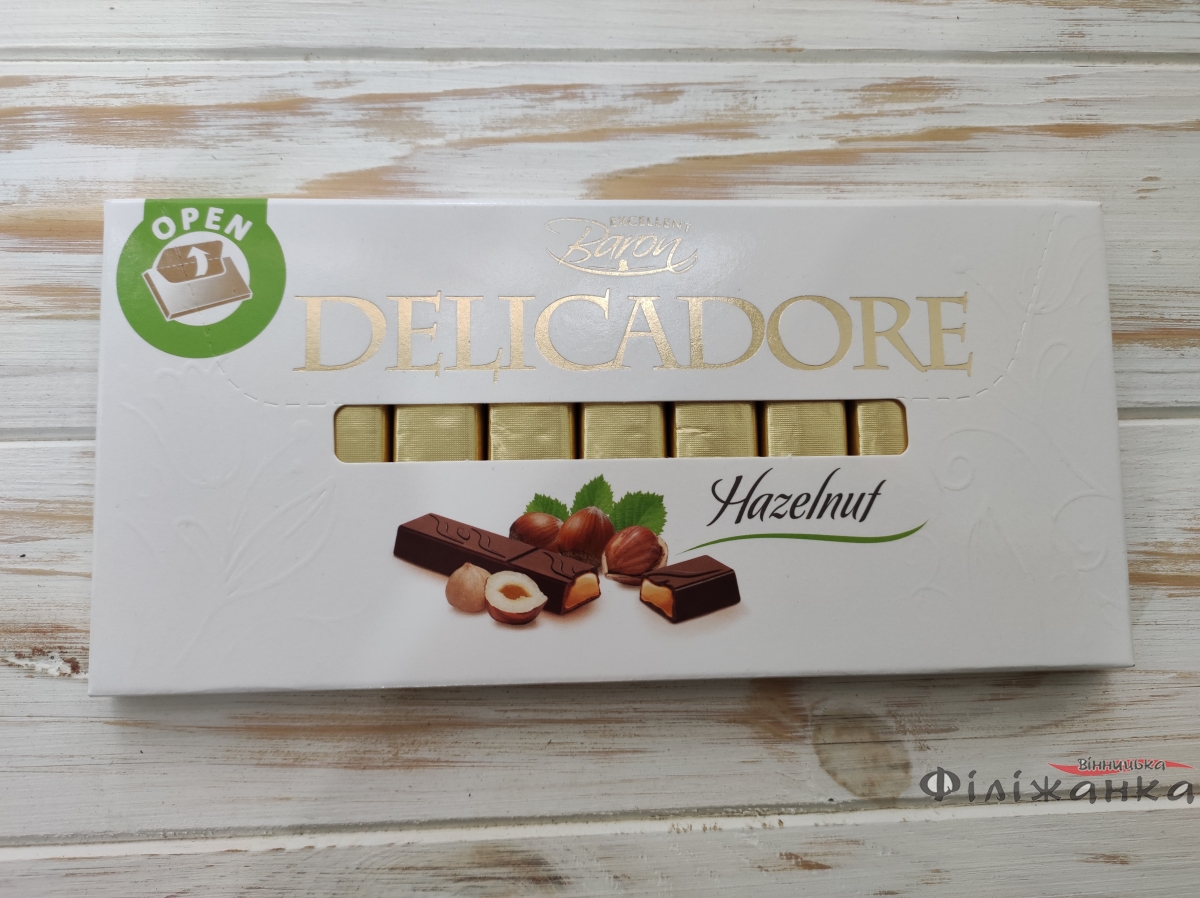 OPEN
EXCELLENT
Baron
DELICADORE
Hazelnut
Вінницька
Філіжанка